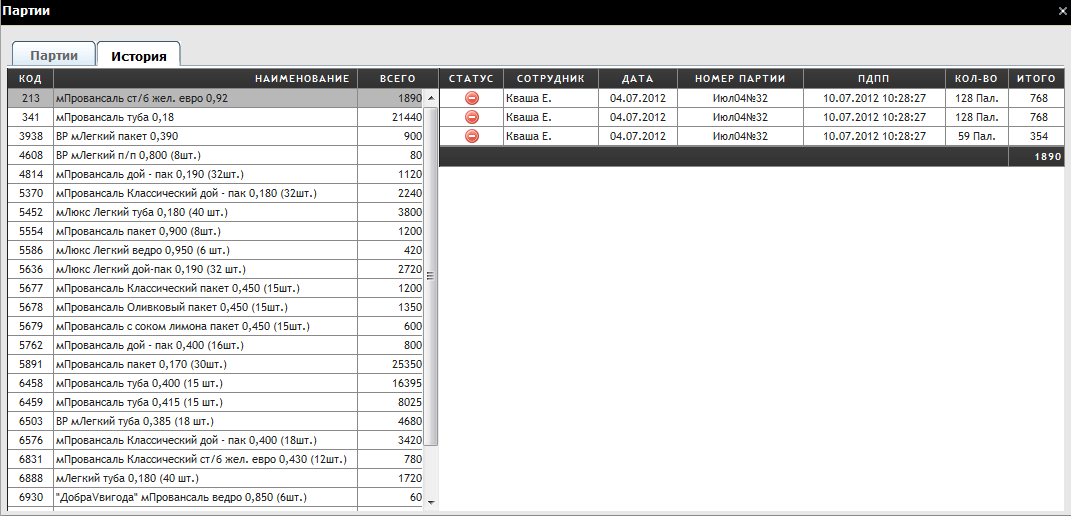 Партии
Партии История
КОД НАИМЕНОВАНИЕ ВСЕГО
213 мПровансаль ст/б жел. евро 0,92 1890
341 мПровансаль туба 0,18 21440
3938 ВР мЛегкий пакет 0,390 900
4608 ВР мЛегкий п/п 0,800 (8шт.) 80
4814 мПровансаль дой - пак 0,190 (32шт.) 1120
5370 мПровансаль Классический дой - пак 0,180 (32шт.) 2240
5452 мЛюкс Легкий туба 0,180 (40 шт.) 3800
5554 мПровансаль пакет 0,900 (8шт.) 1200
5586 мЛюкс Легкий ведро 0,950 (6 шт.) 420
5636 мЛюкс Легкий дой-пак 0,190 (32 шт.) 2720
5677 мПровансаль Классический пакет 0,450 (15шт.) 1200
5678 мПровансаль Оливковый пакет 0,450 (15шт.) 1350
5679 мПровансаль с соком лимона пакет 0,450 (15шт.) 600
5762 мПровансаль дой - пак 0,400 (16шт.) 800
5891 мПровансаль пакет 0,170 (30шт.) 25350
6458 мПровансаль туба 0,400 (15 шт.) 16395
6459 мПровансаль туба 0,415 (15 шт.) 8025
6503 ВР мЛегкий туба 0,385 (18 шт.) 4680
6576 мПровансаль Классический дой - пак 0,400 (18шт.) 3420
6831 мПровансаль Классический ст/б жел. евро 0,430 (12шт.) 780
6888 мЛегкий туба 0,180 (40 шт.) 1720
6930 "ДобраVвигода" мПровансаль ведро 0,850 (6шт.) 60
СТАТУС СОТРУДНИК ДАТА НОМЕР ПАРТИИ ПДПП КОЛ-ВО ИТОГО
Кваша Е. 04.07.2012 Июл04№32 10.07.2012 10:28:27 128 Пал. 768
Кваша Е. 04.07.2012 Июл04№32 10.07.2012 10:28:27 128 Пал. 768
Кваша Е. 04.07.2012 Июл04№32 10.07.2012 10:28:27 59 Пал. 354
1890